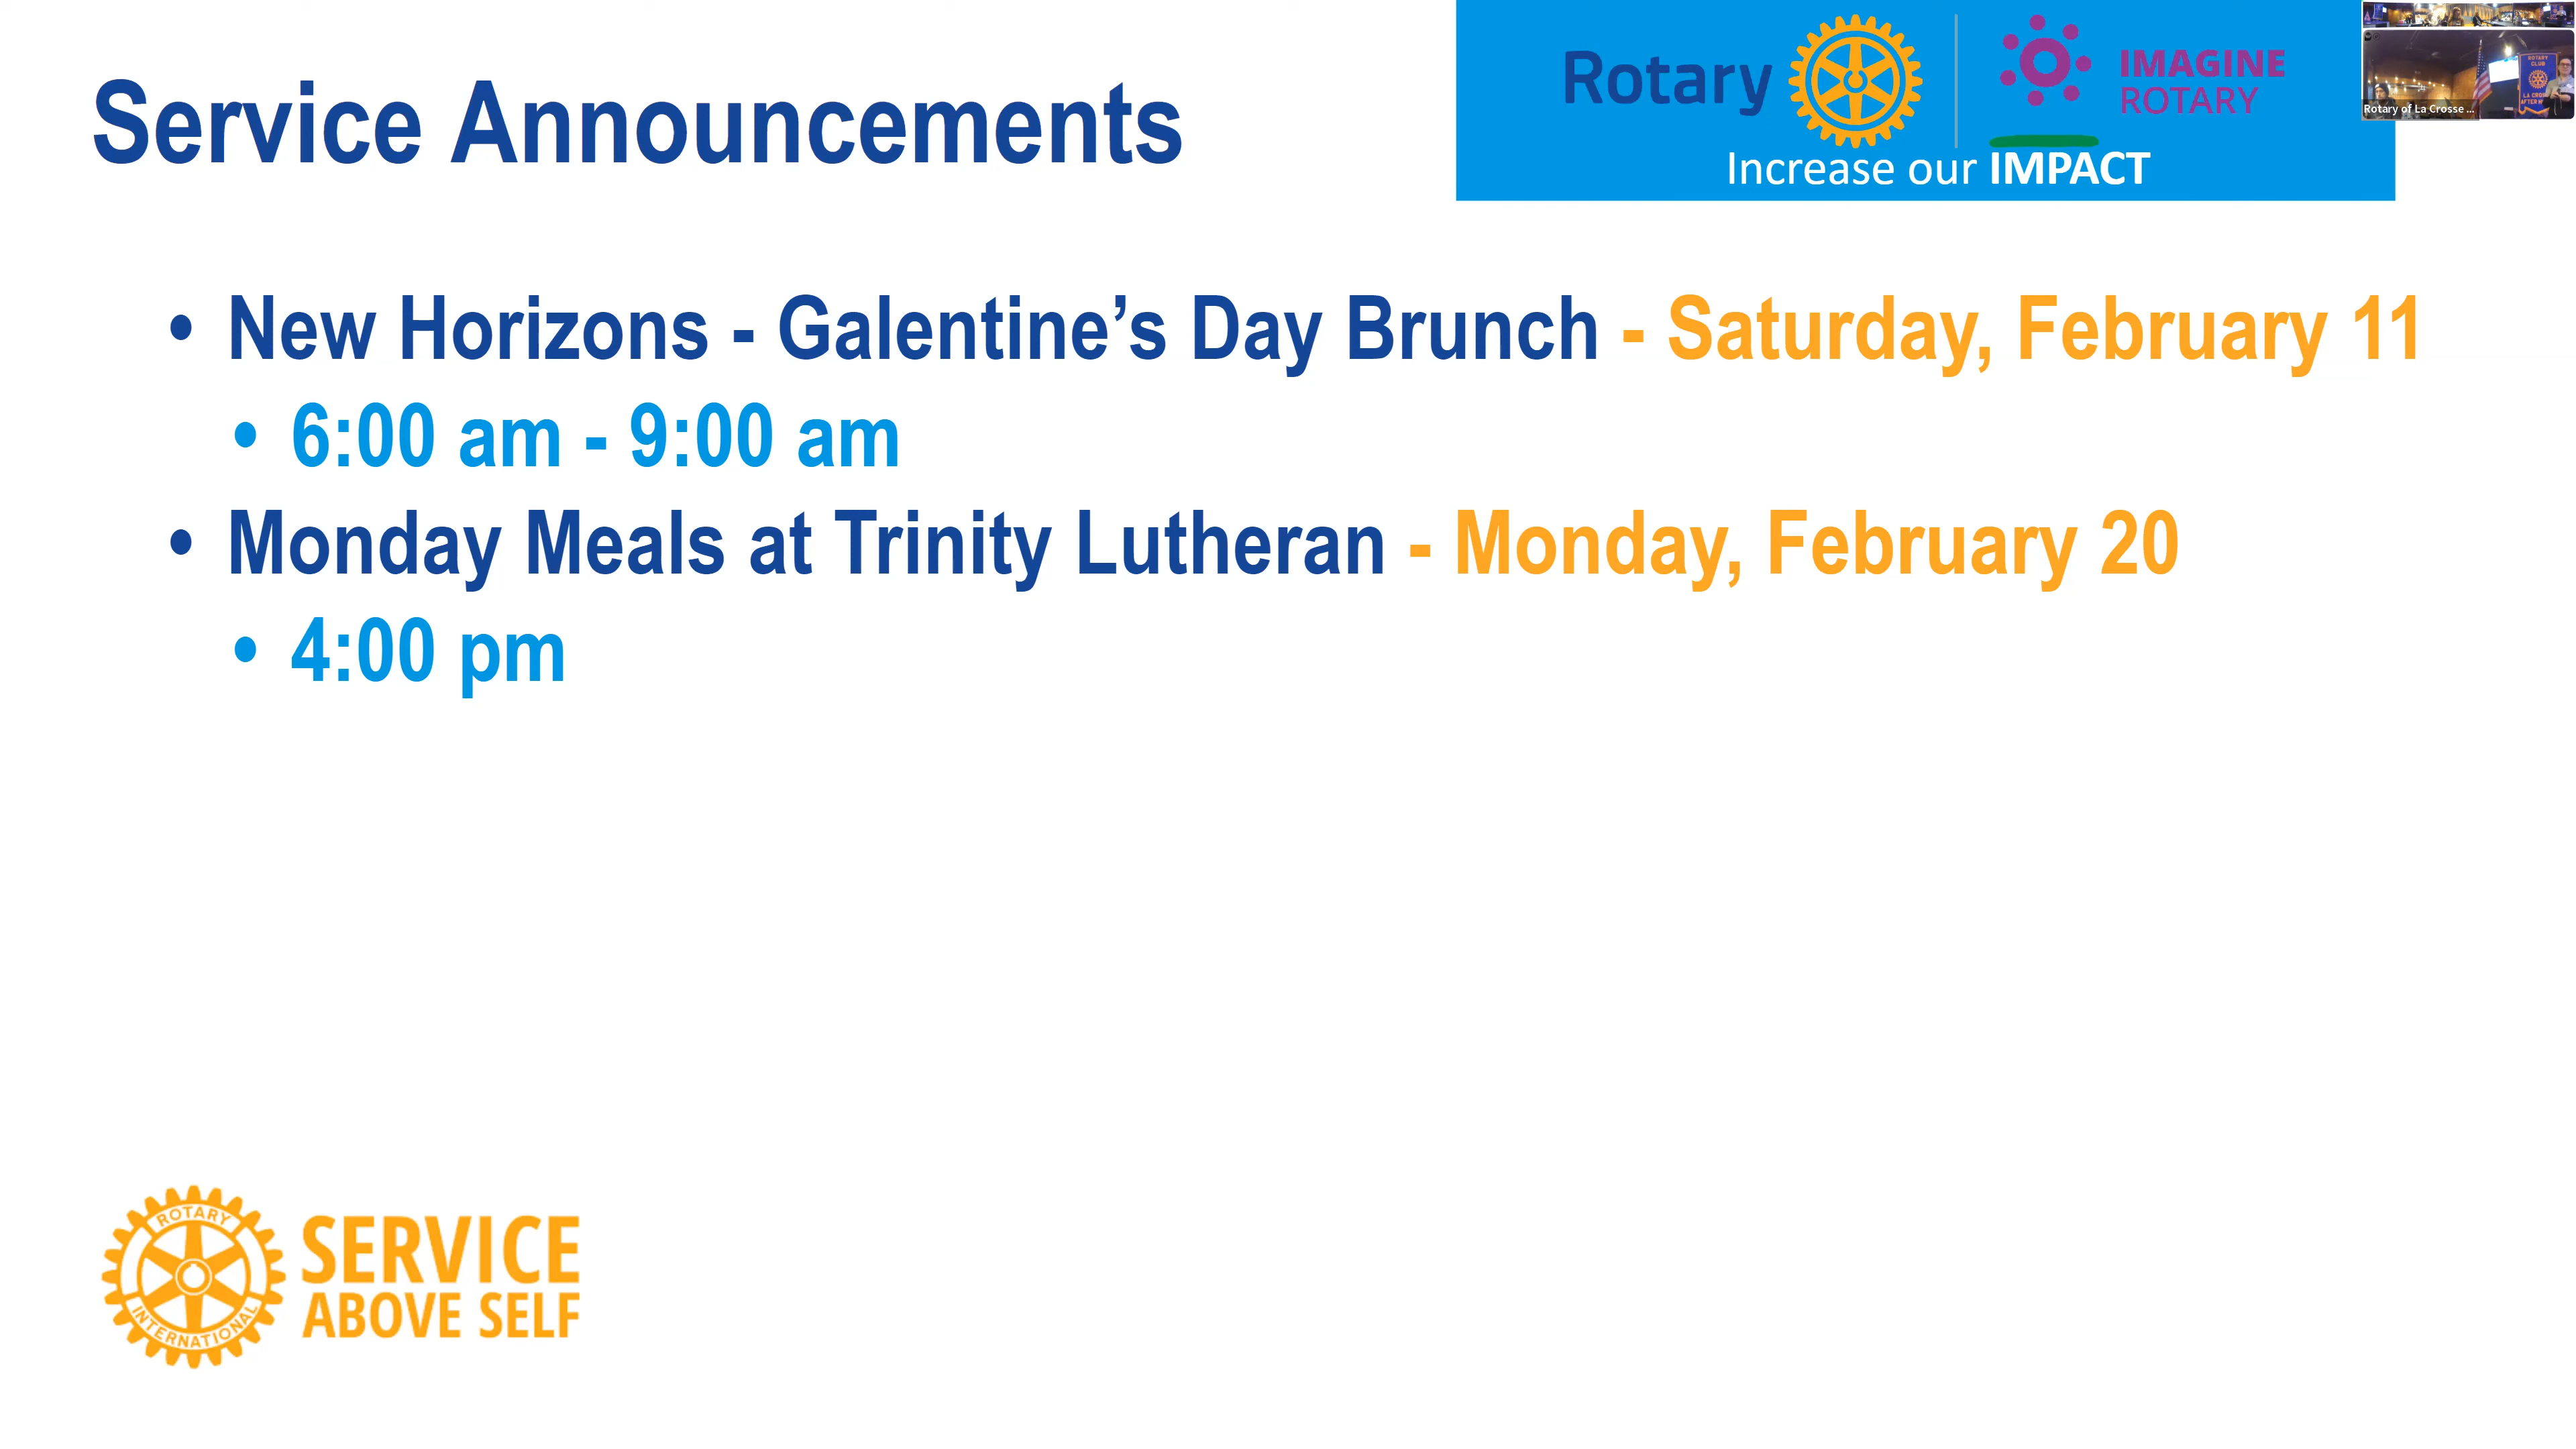 Service Announcements
Rotary
IMAGINE
ROTARY
Increase our IMPACT
Rotary of La Crosse ...
ROTARY
CLUB
• New Horizons - Galentine’s Day Brunch - Saturday, February 11
• 6:00 am - 9:00 am
• Monday Meals at Trinity Lutheran - Monday, February 20
• 4:00 pm
ROTARY
INTERNATIONAL
SERVICE
ABOVE SELF